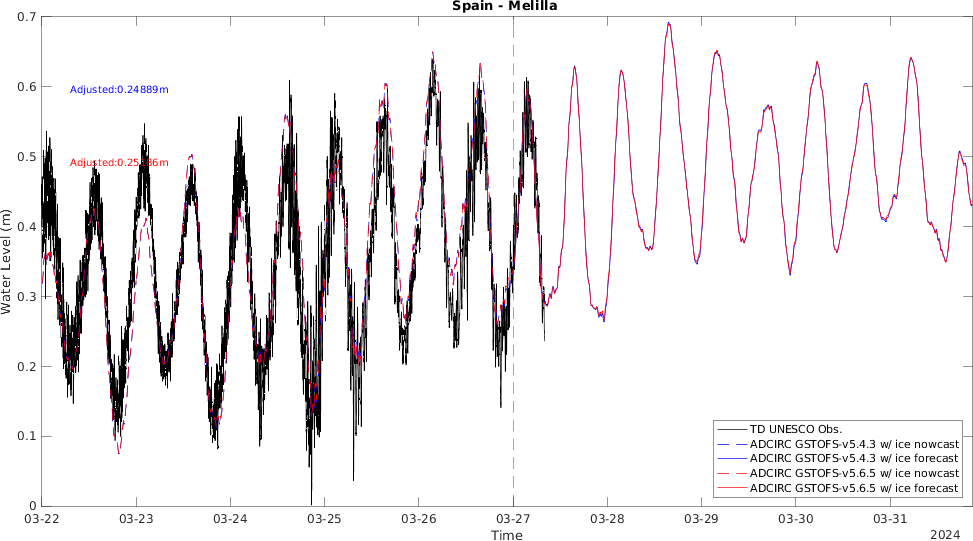 Spain - Melilla
0.7
0.6
0.5
0.4
0.3
0.2
0.1
0
Water Level (m)
Adjusted:0.24889m
03-22
03-23
03-24
03-25
03-26
03-27
03-28
03-29
03-30
03-31
Time
2024
TD UNESCO Obs.
ADCIRC GSTOFS-v5.4.3 w/ ice nowcast
ADCIRC GSTOFS-v5.4.3 w/ ice forecast
ADCIRC GSTOFS-v5.6.5 w/ ice nowcast
ADCIRC GSTOFS-v5.6.5 w/ ice forecast